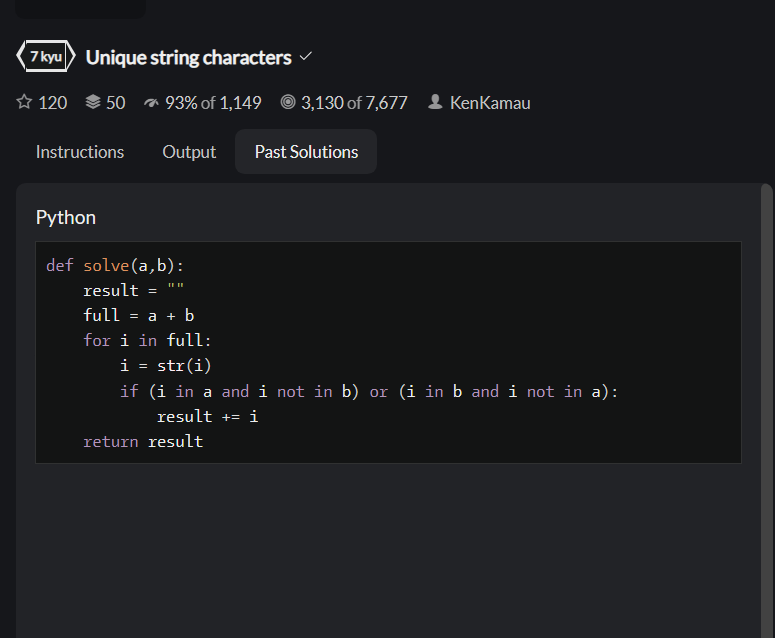 7 kyu Unique string characters
120 50 93% of 1,149 3,130 of 7,677 KenKamau
Instructions Output Past Solutions
Python
def solve(a,b):
    result = ""
    full = a + b
    for i in full:
        i = str(i)
        if (i in a and i not in b) or (i in b and i not in a):
            result += i
    return result